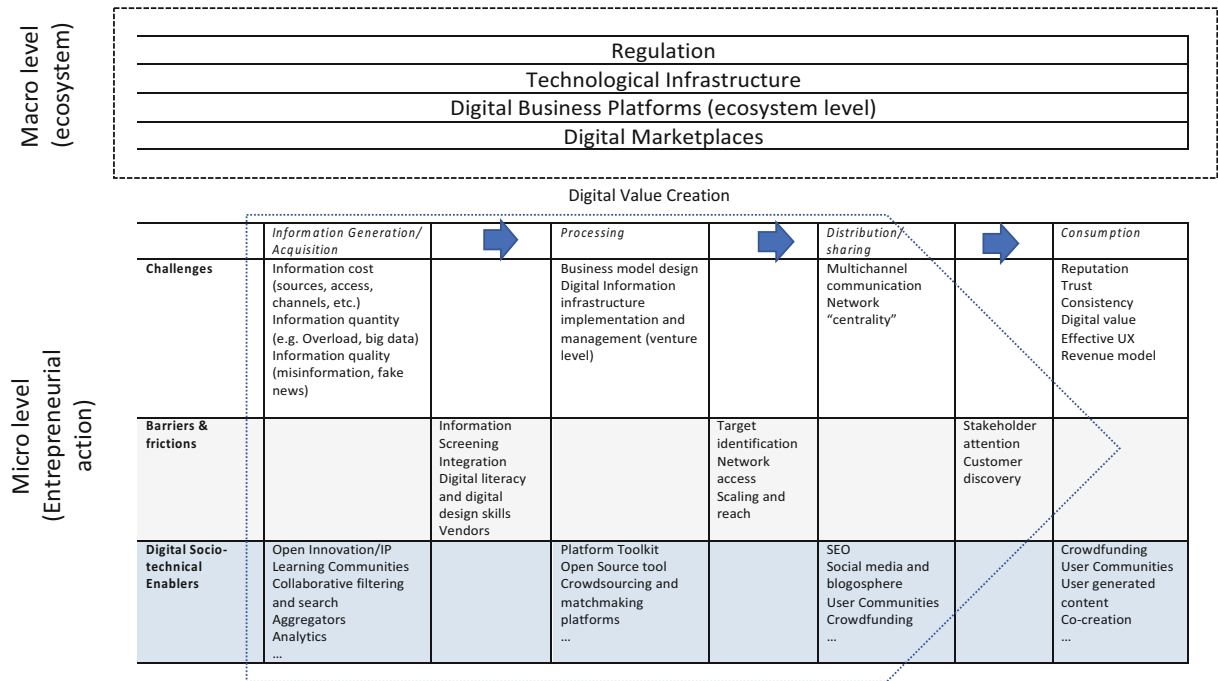 Macro level
(ecosystem)
Regulation
Technological Infrastructure
Digital Business Platforms (ecosystem level)
Digital Marketplaces
Digital Value Creation
Micro level
(Entrepreneurial
action)
Information Generation/
Acquisition
Processing
Distribution/
sharing
Consumption
Challenges
Information cost
(sources, access,
channels, etc.)
Information quantity
(e.g. Overload, big data)
Information quality
(misinformation, fake
news)
Business model design
Digital Information
infrastructure
implementation and
management (venture
level)
Multichannel
communication
Network
“centrality”
Reputation
Trust
Consistency
Digital value
Effective UX
Revenue model
Barriers &
frictions
Information
Screening
Integration
Digital literacy
and digital
design skills
Vendors
Target
identification
Network
access
Scaling and
reach
Stakeholder
attention
Customer
discovery
Digital Socio-
technical
Enablers
Open Innovation/IP
Learning Communities
Collaborative filtering
and search
Aggregators
Analytics
…
Platform Toolkit
Open Source tool
Crowdsourcing and
matchmaking
platforms
…
SEO
Social media and
blogosphere
User Communities
Crowdfunding
…
Crowdfunding
User Communities
User generated
content
Co-creation
…